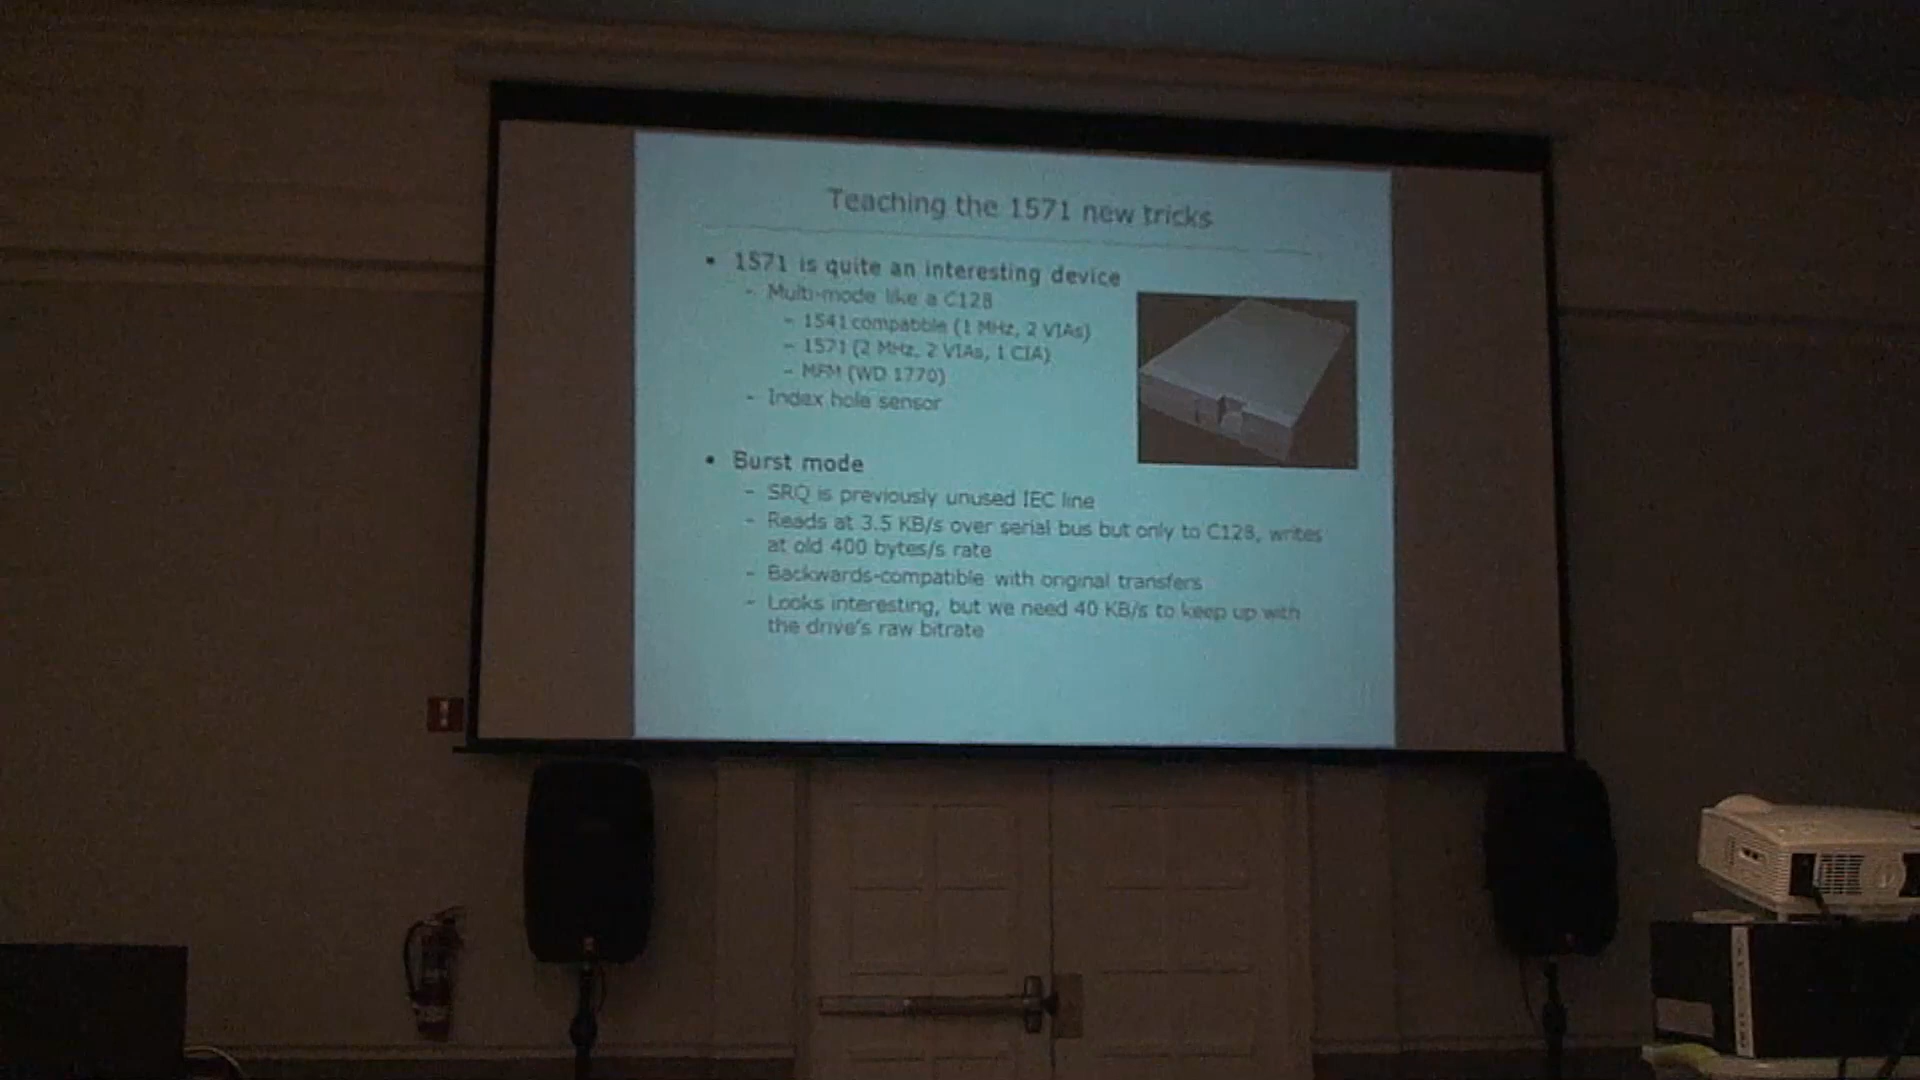 Teaching the 1571 new tricks
• 1571 is quite an interesting device
- Multi-mode like a C128
- 1541 compatible (1 MHz, 2 VIAs)
- 1571 (2 MHz, 2 VIAs, 1 CIA)
- MFM (WD 1770)
- Index hole sensor
• Burst mode
- SRQ is previously unused IEC line
- Reads at 3.5 KB/s over serial bus but only to C128, writes
at old 400 bytes/s rate
- Backwards-compatible with original transfers
- Looks interesting, but we need 40 KB/s to keep up with
the drive's raw bitrate